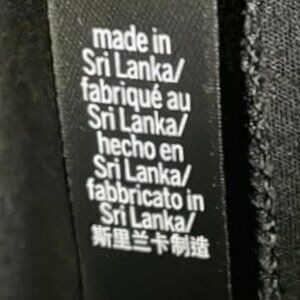 made in
Sri Lanka/
fabriqué au
Sri Lanka/
hecho en
Sri Lanka/
fabbricato in
Sri Lanka/
斯里兰卡制造